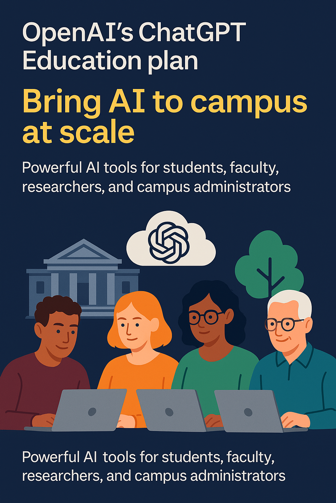 OpenAI’s ChatGPT
Education plan
Bring AI to campus
at scale
Powerful AI tools for students, faculty,
researchers, and campus administrators
Powerful AI tools for students, faculty,
researchers, and campus administrators